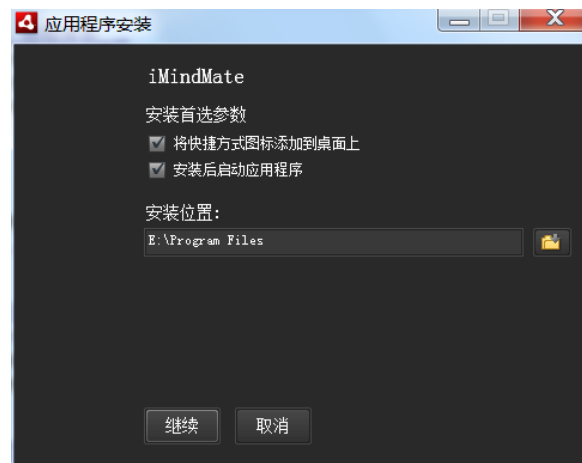 应用程序安装
iMindMate
安装首选参数
将快捷方式图标添加到桌面上
安装后启动应用程序
安装位置:
E:\Program Files
继续 取消